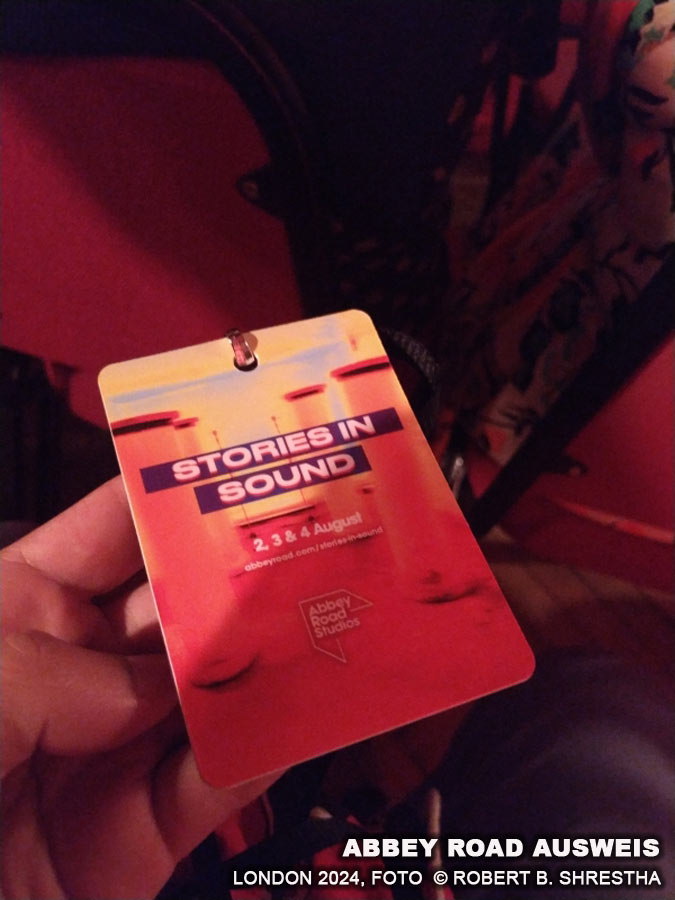 STORIES IN
SOUND
2, 3 & 4 August
abbeyroad.com/stories-in-sound
Abbey
Road
Studios
ABBEY ROAD AUSWEIS
LONDON 2024, FOTO © ROBERT B. SHRESTHA